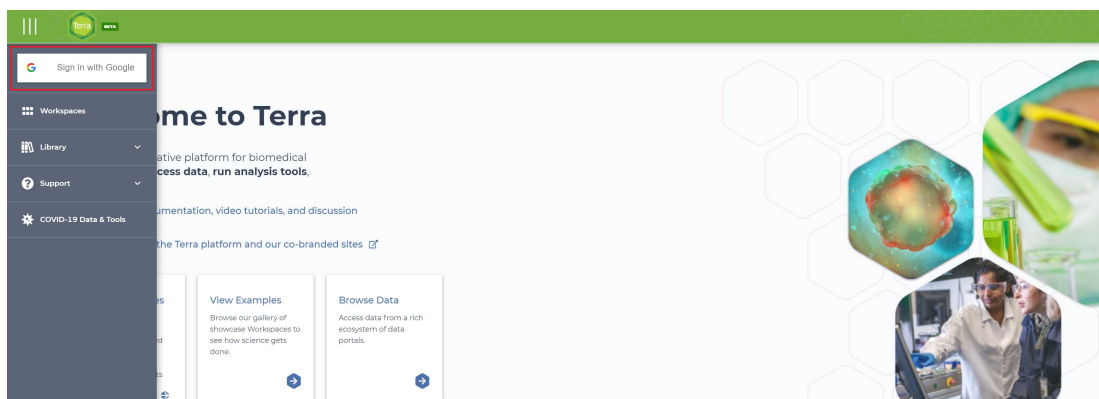 Terra
BETA
Sign in with Google
Workspaces
Library
Support
COVID-19 Data & Tools
ome to Terra
ative platform for biomedical
cess data, run analysis tools,
umentation, video tutorials, and discussion
the Terra platform and our co-branded sites
es
ed
ts
View Examples
Browse our gallery of
showcase Workspaces to
see how science gets
done.
Browse Data
Access data from a rich
ecosystem of data
portals.